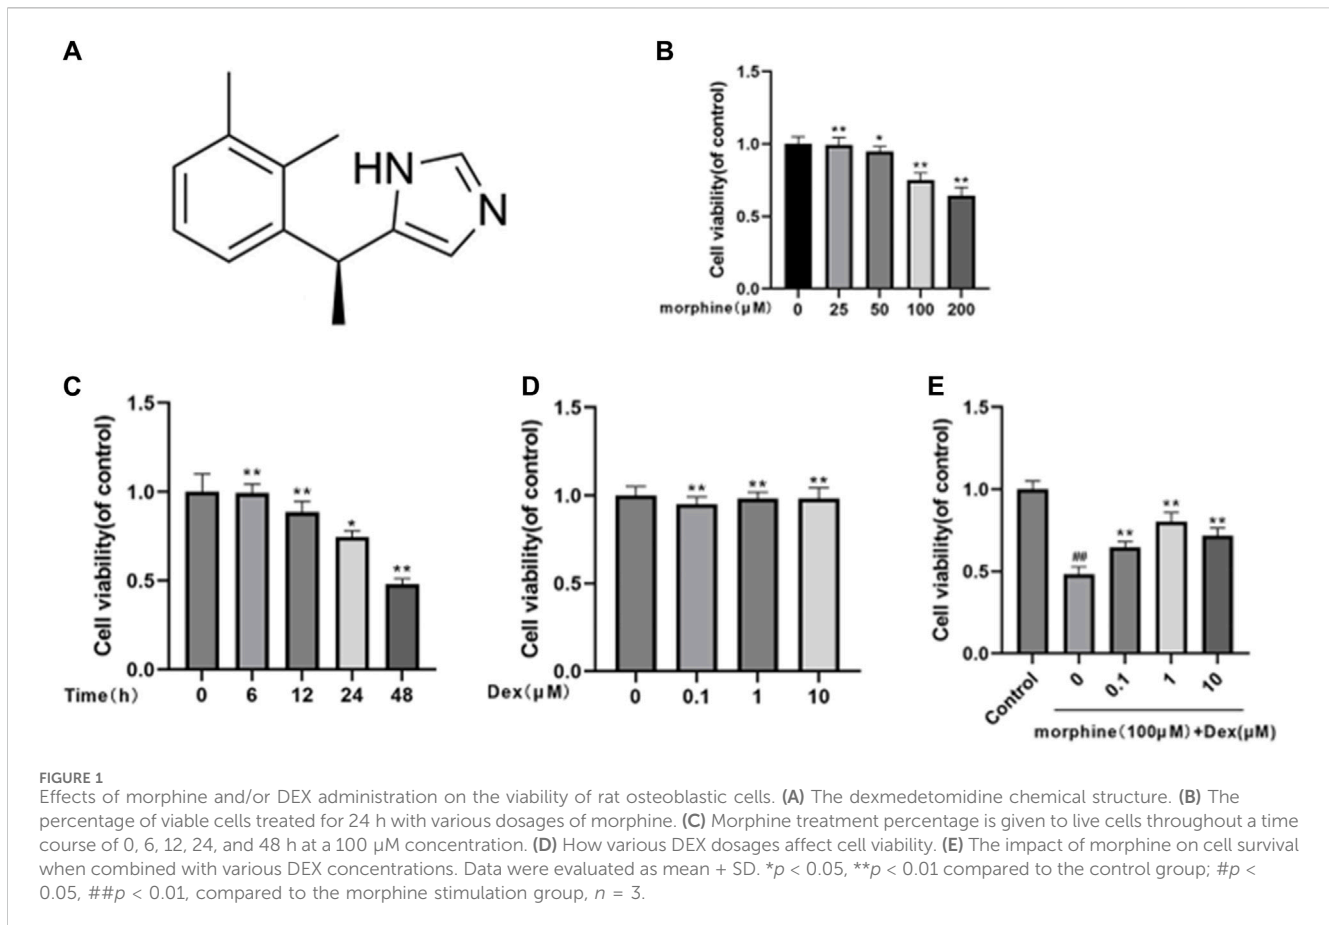 A
HN
N
B
Cell viability(of control)
1.5
1.0
0.5
0.0
** * ** **
morphine(μM) 0 25 50 100 200
C
Cell viability(of control)
1.5
1.0
0.5
0.0
** ** * **
Time(h) 0 6 12 24 48
D
Cell viability(of control)
1.5
1.0
0.5
0.0
** ** **
Dex(μM) 0 0.1 1 10
E
Cell viability(of control)
1.5
1.0
0.5
0.0
## ** ** **
Control 0 0.1 1 10
morphine(100μM)+Dex(μM)
FIGURE 1
Effects of morphine and/or DEX administration on the viability of rat osteoblastic cells. (A) The dexmedetomidine chemical structure. (B) The
percentage of viable cells treated for 24 h with various dosages of morphine. (C) Morphine treatment percentage is given to live cells throughout a time
course of 0, 6, 12, 24, and 48 h at a 100 μM concentration. (D) How various DEX dosages affect cell viability. (E) The impact of morphine on cell survival
when combined with various DEX concentrations. Data were evaluated as mean + SD. *p < 0.05, **p < 0.01 compared to the control group; #p <
0.05, ##p < 0.01, compared to the morphine stimulation group, n = 3.